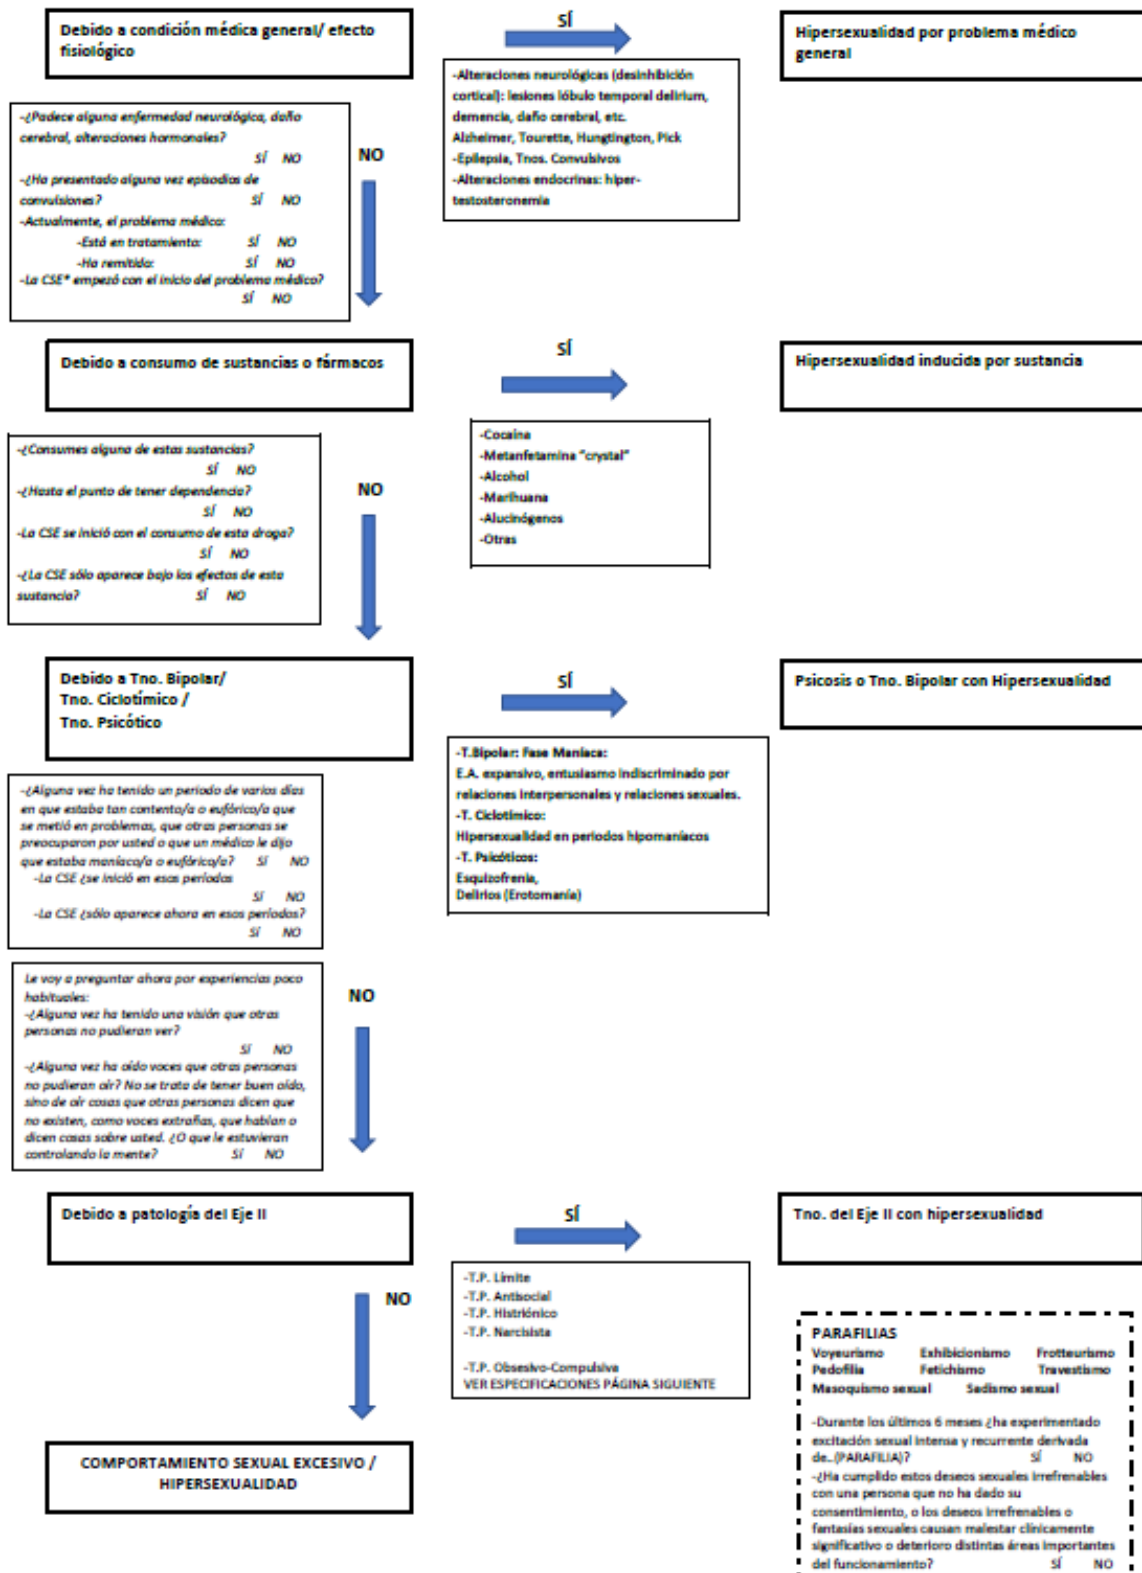 Debido a condición médica general/ efecto
fisiológico
SÍ
Hipersexualidad por problema médico
general
-Alteraciones neurológicas (desinhibición
cortical): lesiones lóbulo temporal delirium,
demencia, daño cerebral, etc.
Alzheimer, Tourette, Hungtington, Pick
-Epilepsia, Tnos. Convulsivos
-Alteraciones endocrinas: hiper-
testosteronemia
-¿Padece alguna enfermedad neurológica, daño
cerebral, alteraciones hormonales?
SÍ NO
-¿Ha presentado alguna vez episodios de
convulsiones? SÍ NO
-Actualmente, el problema médico:
-Está en tratamiento: SÍ NO
-Ha remitido: SÍ NO
-La CSE* empezó con el inicio del problema médico?
SÍ NO
NO
Debido a consumo de sustancias o fármacos
SÍ
Hipersexualidad inducida por sustancia
-Cocaína
-Metanfetamina "crystal"
-Alcohol
-Marihuana
-Alucinógenos
-Otras
-¿Consumes alguna de estas sustancias?
SÍ NO
-¿Hasta el punto de tener dependencia?
SÍ NO
-La CSE se inició con el consumo de esta droga?
SÍ NO
-¿La CSE sólo aparece bajo los efectos de esta
sustancia? SÍ NO
NO
Debido a Tno. Bipolar/
Tno. Ciclotímico /
Tno. Psicótico
SÍ
Psicosis o Tno. Bipolar con Hipersexualidad
-T.Bipolar: Fase Maníaca:
E.A. expansivo, entusiasmo indiscriminado por
relaciones interpersonales y relaciones sexuales.
-T. Ciclotímico:
Hipersexualidad en periodos hipomaníacos
-T. Psicóticos:
Esquizofrenia,
Delirios (Erotomanía)
-¿Alguna vez ha tenido un periodo de varios días
en que estaba tan contento/a o eufórico/a que
se metió en problemas, que otras personas se
preocuparon por usted o que un médico le dijo
que estaba maníaco/a o eufórico/a? SÍ NO
-La CSE ¿se inició en esos períodos
SÍ NO
-La CSE ¿sólo aparece ahora en esos períodos?
SÍ NO
Le voy a preguntar ahora por experiencias poco
habituales:
-¿Alguna vez ha tenido una visión que otras
personas no pudieran ver?
SÍ NO
-¿Alguna vez ha oído voces que otras personas
no pudieran oír? No se trata de tener buen oído,
sino de oír cosas que otras personas dicen que
no existen, como voces extrañas, que hablan o
dicen cosas sobre usted. ¿O que le estuvieran
controlando la mente? SÍ NO
NO
Debido a patología del Eje II
SÍ
Tno. del Eje II con hipersexualidad
-T.P. Límite
-T.P. Antisocial
-T.P. Histriónico
-T.P. Narcisista
-T.P. Obsesivo-Compulsiva
VER ESPECIFICACIONES PÁGINA SIGUIENTE
NO
COMPORTAMIENTO SEXUAL EXCESIVO /
HIPERSEXUALIDAD
PARAFILIAS
Voyeurismo Exhibicionismo Frotteurismo
Pedofilia Fetichismo Travestismo
Masoquismo sexual Sadismo sexual
-Durante los últimos 6 meses ¿ha experimentado
excitación sexual intensa y recurrente derivada
de..(PARAFILIA)? SÍ NO
-¿Ha cumplido estos deseos sexuales irrefrenables
con una persona que no ha dado su
consentimiento, o los deseos irrefrenables o
fantasías sexuales causan malestar clínicamente
significativo o deterioro distintas áreas importantes
del funcionamiento? SÍ NO